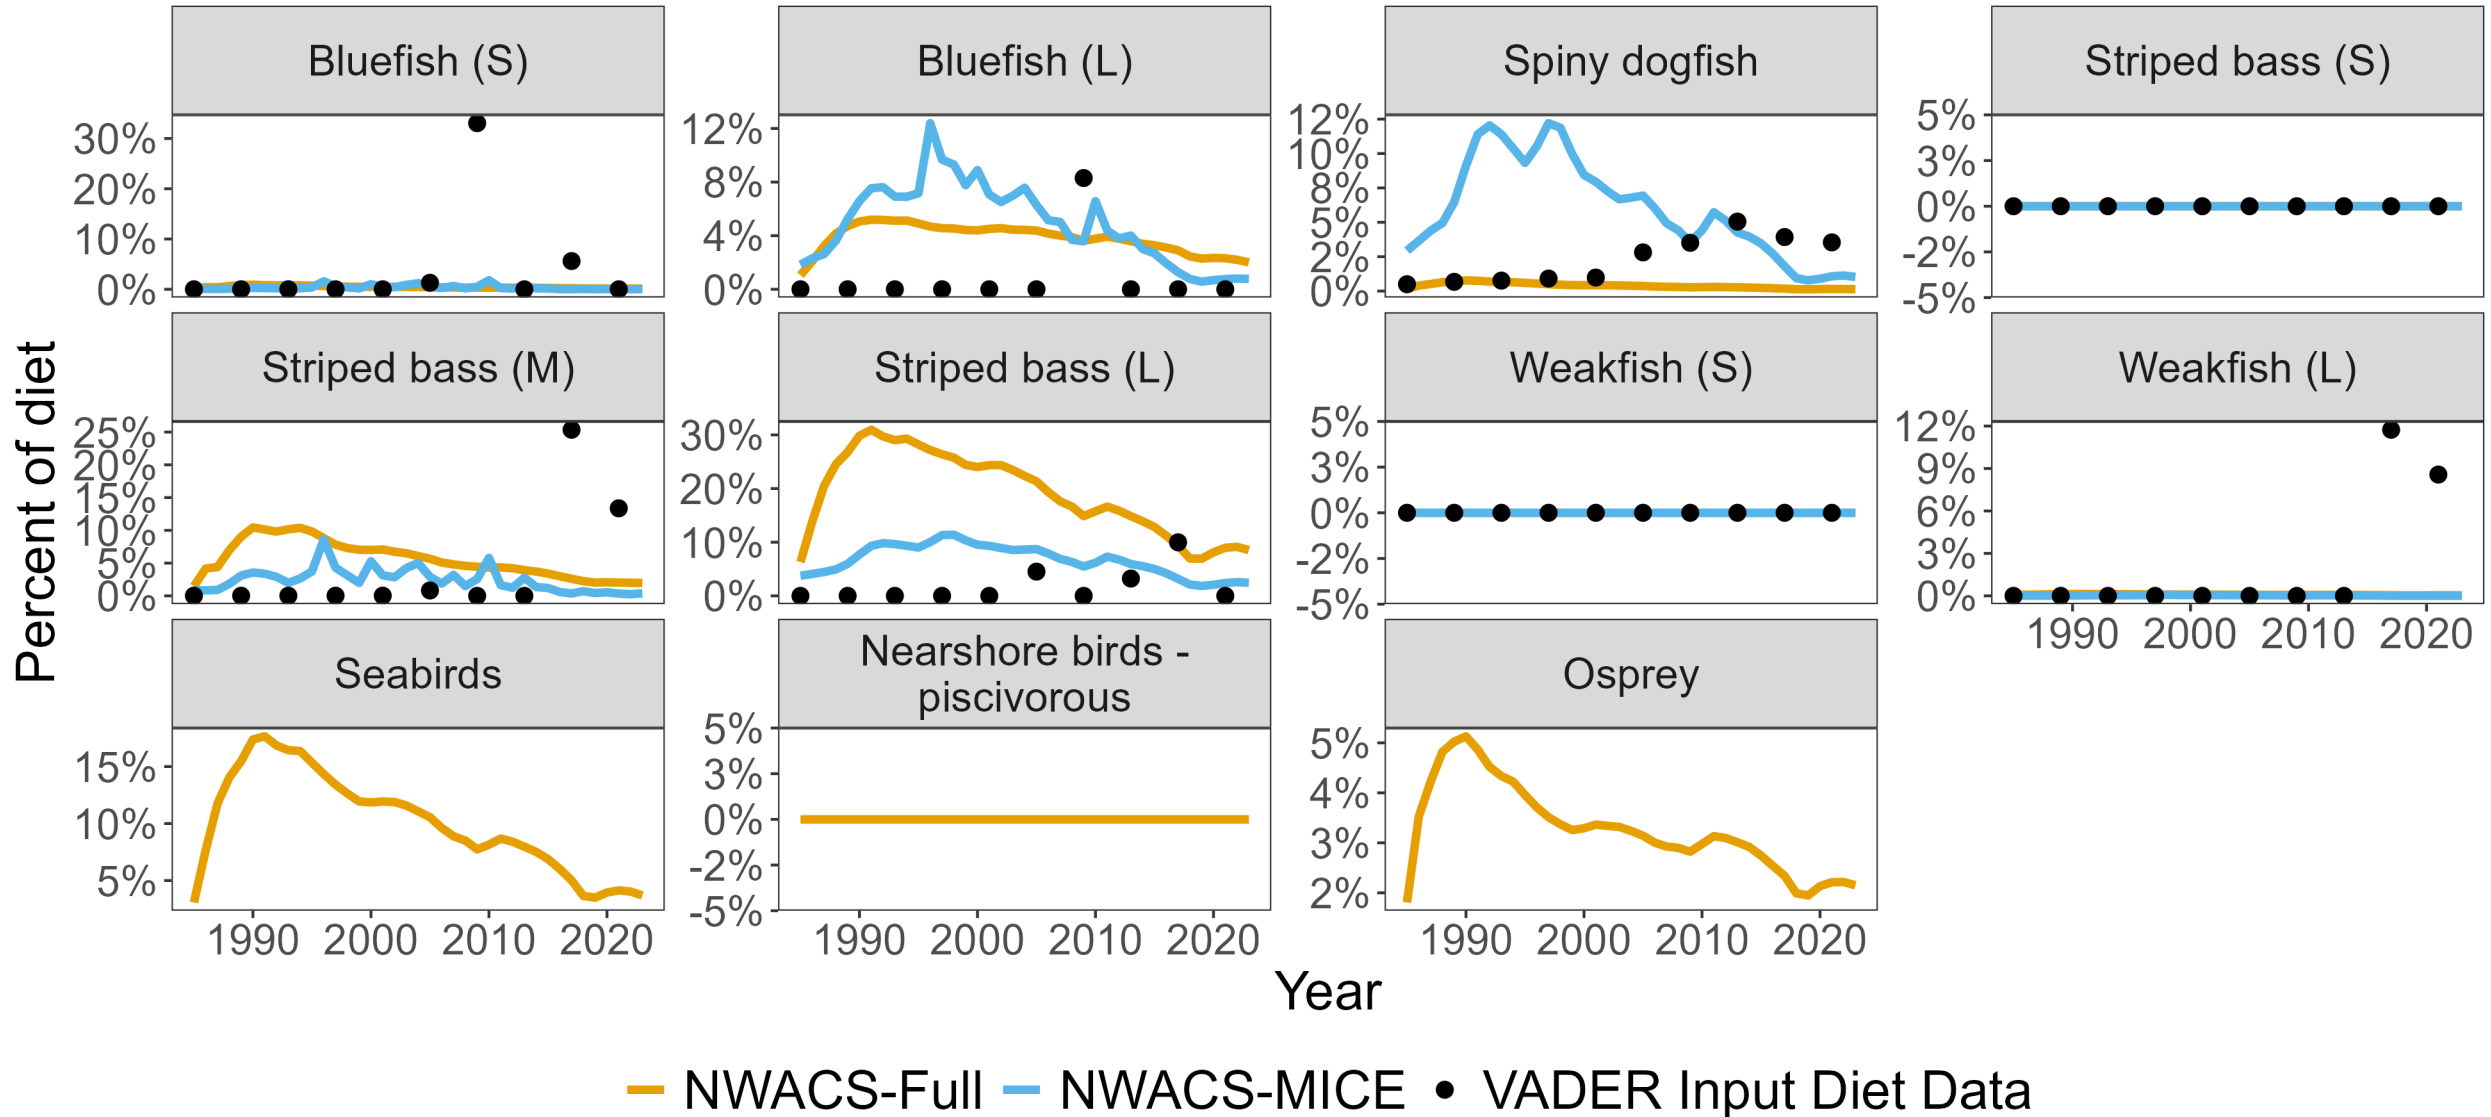 Bluefish (S)
Bluefish (L)
Spiny dogfish
Striped bass (S)
30%
20%
10%
0%
12%
8%
4%
0%
12%
10%
8%
5%
2%
0%
5%
3%
0%
-2%
-5%
Striped bass (M)
Striped bass (L)
Weakfish (S)
Weakfish (L)
25%
20%
15%
10%
5%
0%
30%
20%
10%
0%
5%
3%
0%
-2%
-5%
12%
9%
6%
3%
0%
1990 2000 2010 2020
Seabirds
Nearshore birds -
piscivorous
Osprey
15%
10%
5%
5%
3%
0%
-2%
-5%
5%
4%
3%
2%
1990 2000 2010 2020
1990 2000 2010 2020
1990 2000 2010 2020
Percent of diet
Year
NWACS-Full NWACS-MICE VADER Input Diet Data